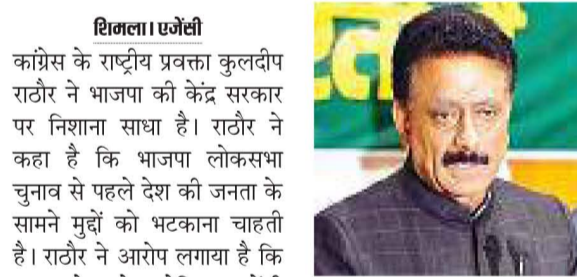 शिमला। एजेंसी
कांग्रेस के राष्ट्रीय प्रवक्ता कुलदीप
राठौर ने भाजपा की केंद्र सरकार
पर निशाना साधा है। राठौर ने
कहा है कि भाजपा लोकसभा
चुनाव से पहले देश की जनता के
सामने मुद्दों को भटकाना चाहती
है। राठौर ने आरोप लगाया है कि